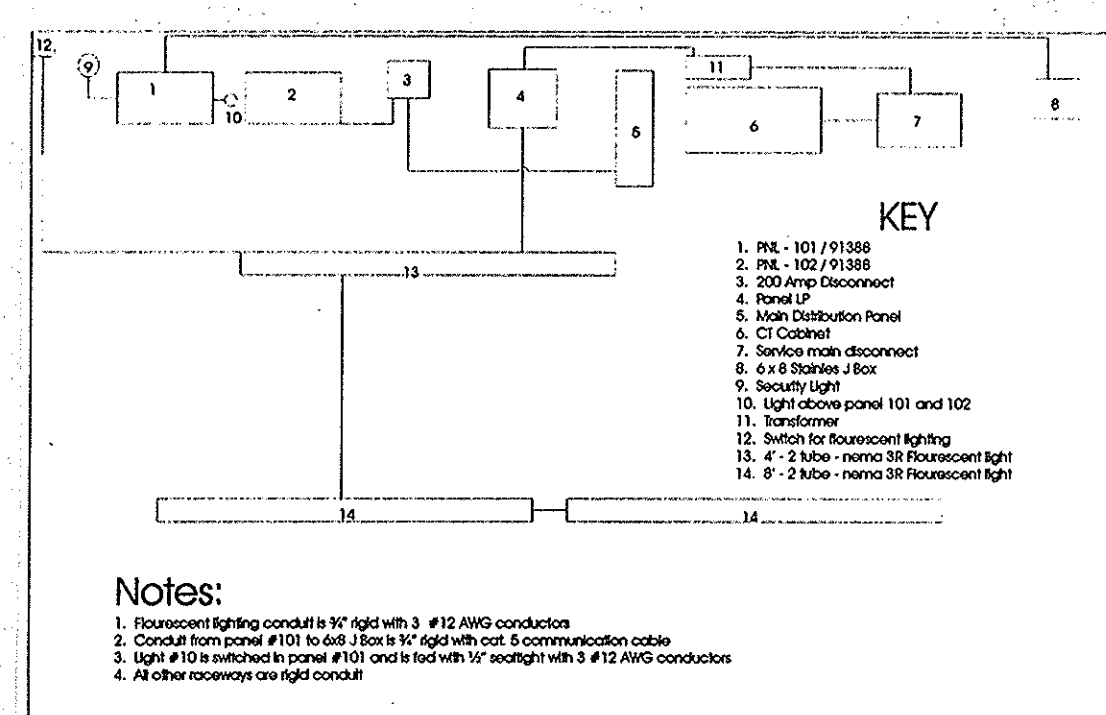 12.
9
1
10
2
3
4
5
11
6
7
8
13
14
14
KEY
1. PNL - 101 / 91388
2. PNL - 102 / 91388
3. 200 Amp Disconnect
4. Panel LP
5. Main Distribution Panel
6. CT Cabinet
7. Service main disconnect
8. 6 x 8 Stainles J Box
9. Security Light
10. Light above panel 101 and 102
11. Transformer
12. Switch for flourescent lighting
13. 4' - 2 tube - nema 3R Flourescent light
14. 8' - 2 tube - nema 3R Flourescent light
Notes:
1. Flourescent lighting conduit is ¾" rigid with 3 #12 AWG conductors
2. Conduit from panel #101 to 6x8 J Box is ¾" rigid with cat. 5 communication cable
3. Light #10 is switched in panel #101 and is fed with ½" sealtight with 3 #12 AWG conductors
4. All other raceways are rigid conduit